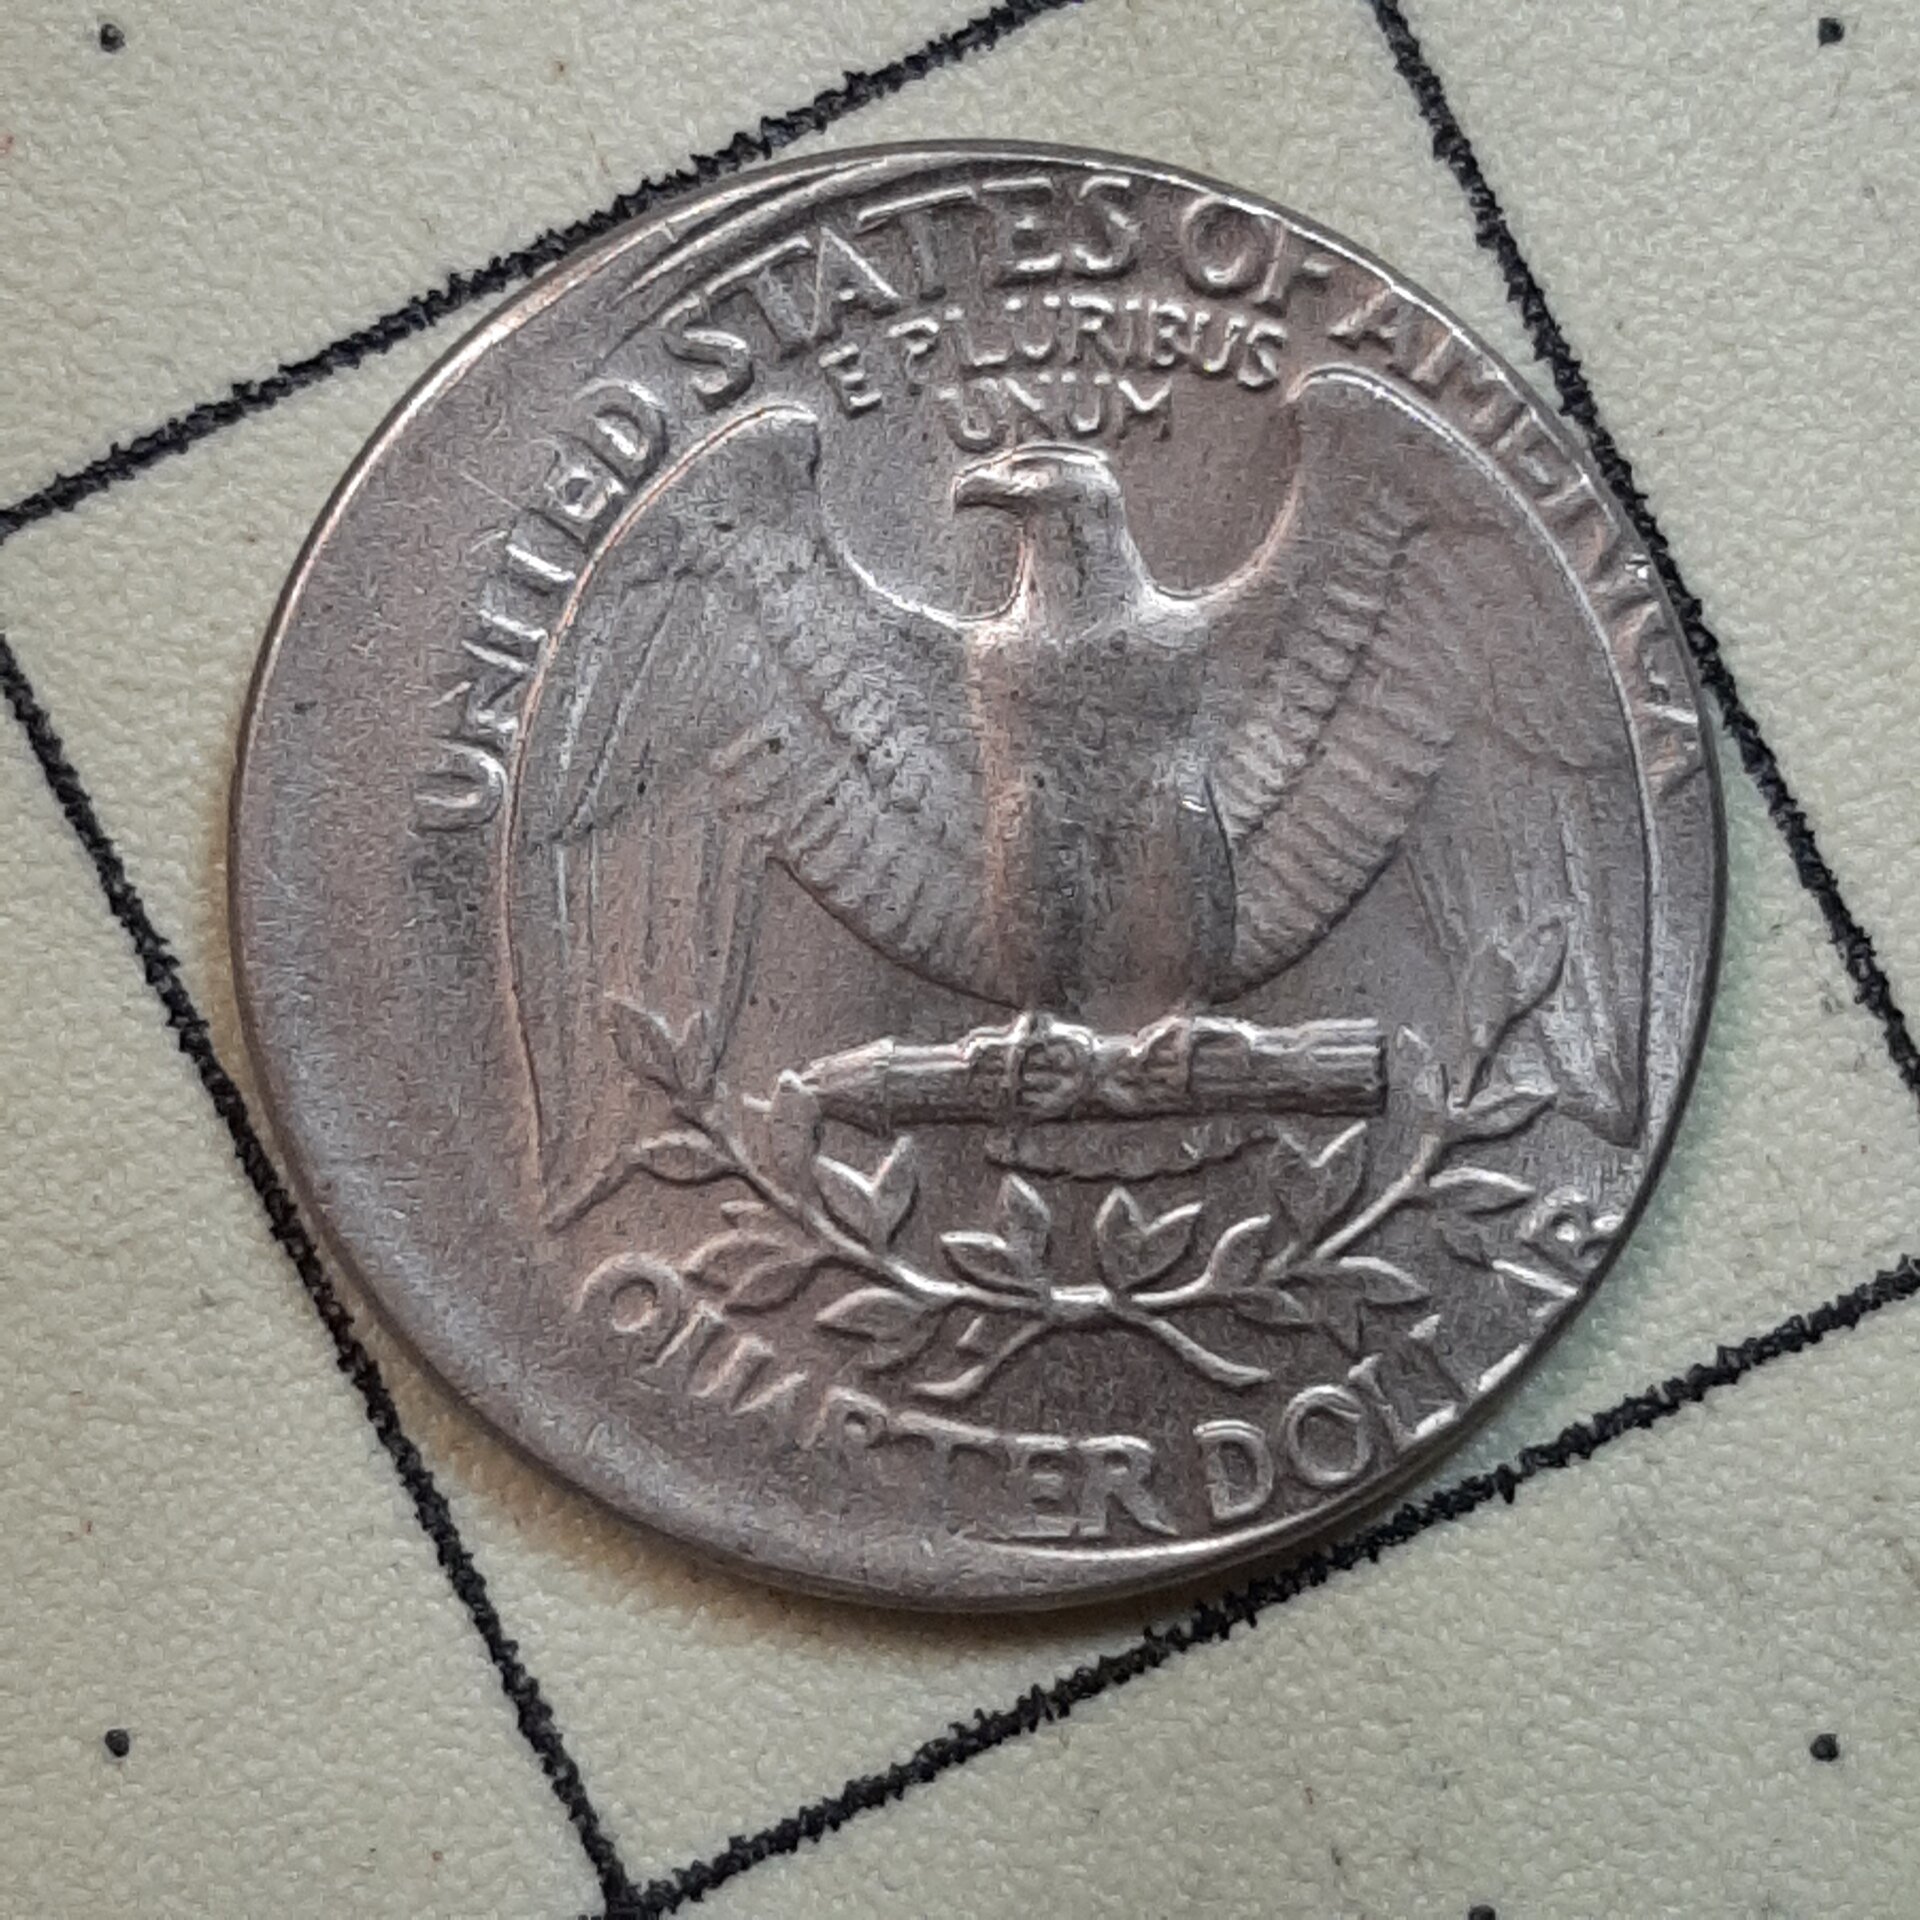 UNITED STATES OF AMERICA
E PLURIBUS
UNUM
QUARTER DOLLAR